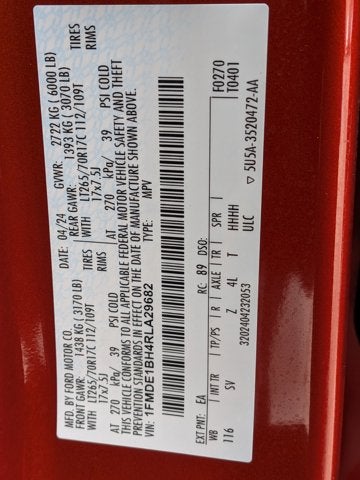 MFD. BY FORD MOTOR CO.
DATE: 04/24 GVWR: 2722 KG (6000 LB)
FRONT GAWR: 1438 KG (3170 LB) REAR GAWR: 1393 KG (3070 LB)
WITH LT265/70R17C 112/109T TIRES WITH LT265/70R17C 112/109T TIRES
17x7.5J RIMS 17x7.5J RIMS
AT 270 kPa/ 39 PSI COLD AT 270 kPa/ 39 PSI COLD
THIS VEHICLE CONFORMS TO ALL APPLICABLE FEDERAL MOTOR VEHICLE SAFETY AND THEFT
PREVENTION STANDARDS IN EFFECT ON THE DATE OF MANUFACTURE SHOWN ABOVE.
VIN: 1FMDE1BH4RLA29682 TYPE: MPV
F0270
T0401
EXT PNT: EA RC: 89 DSO:
WB INT TR TP/PS R AXLE TR SPR
116 SV Z 4L T HHHH
ULC
3202404232053 ▽ 5U5A-3520472-AA